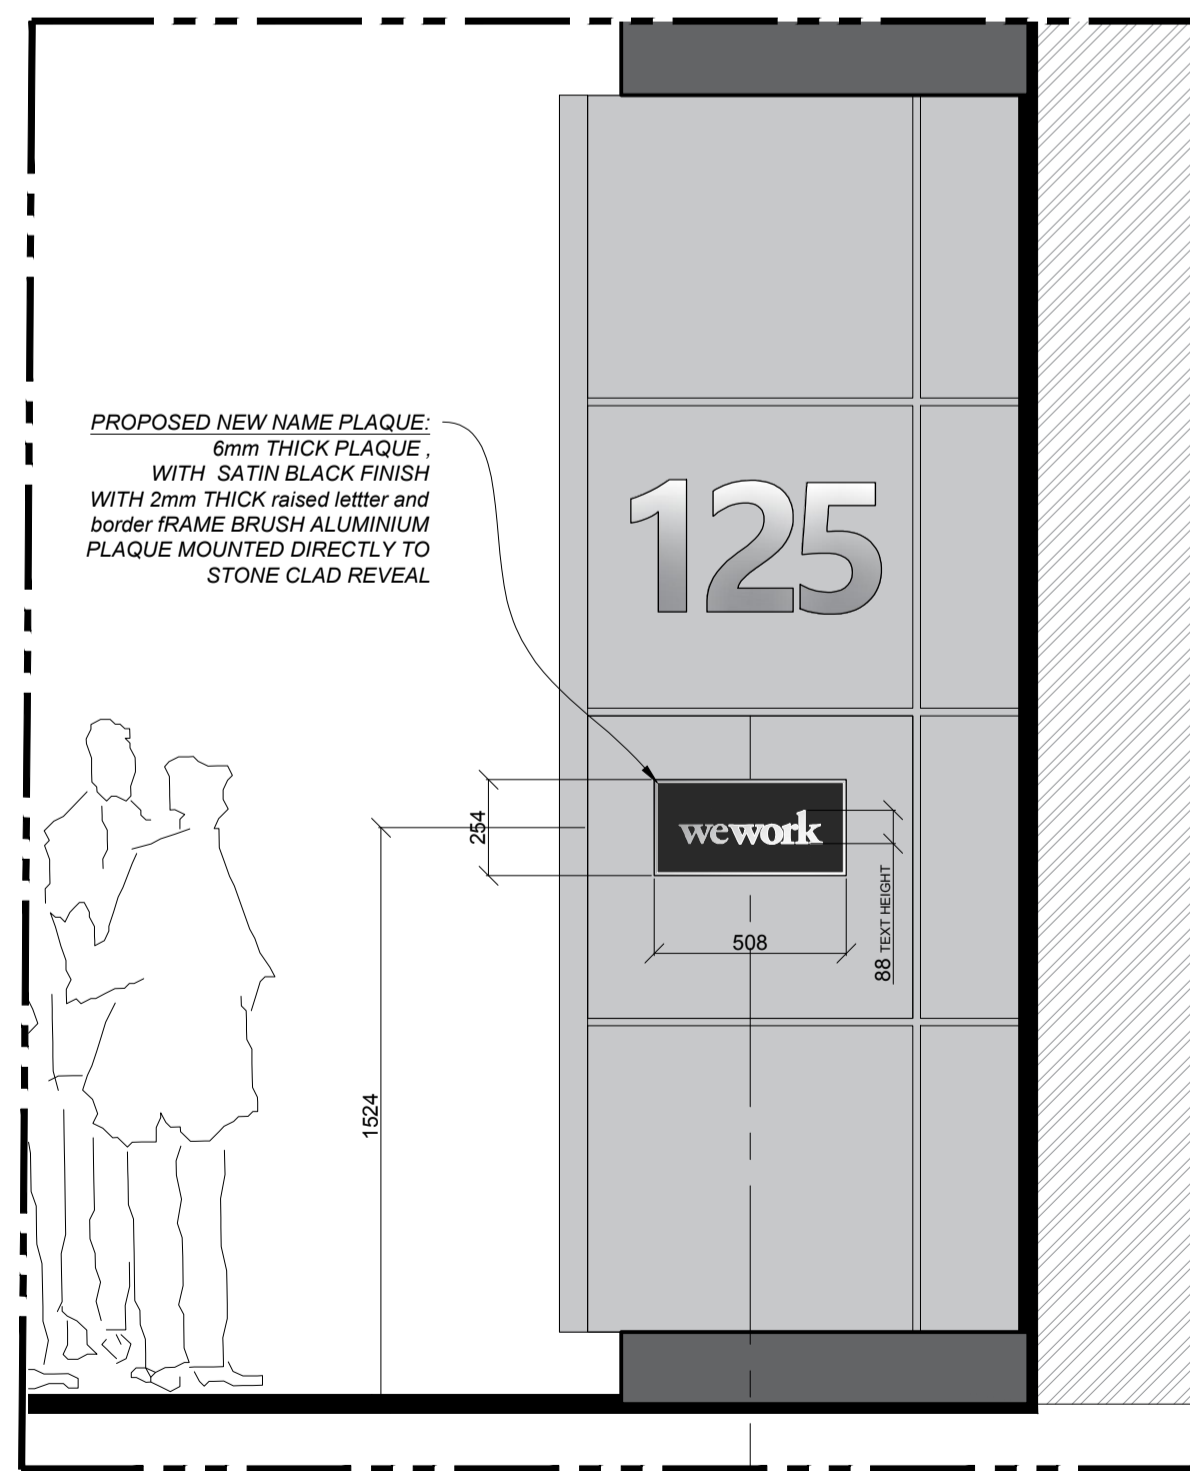 PROPOSED NEW NAME PLAQUE:
6mm THICK PLAQUE ,
WITH SATIN BLACK FINISH
WITH 2mm THICK raised lettter and
border fRAME BRUSH ALUMINIUM
PLAQUE MOUNTED DIRECTLY TO
STONE CLAD REVEAL
125
wework
254
508
88 TEXT HEIGHT
1524